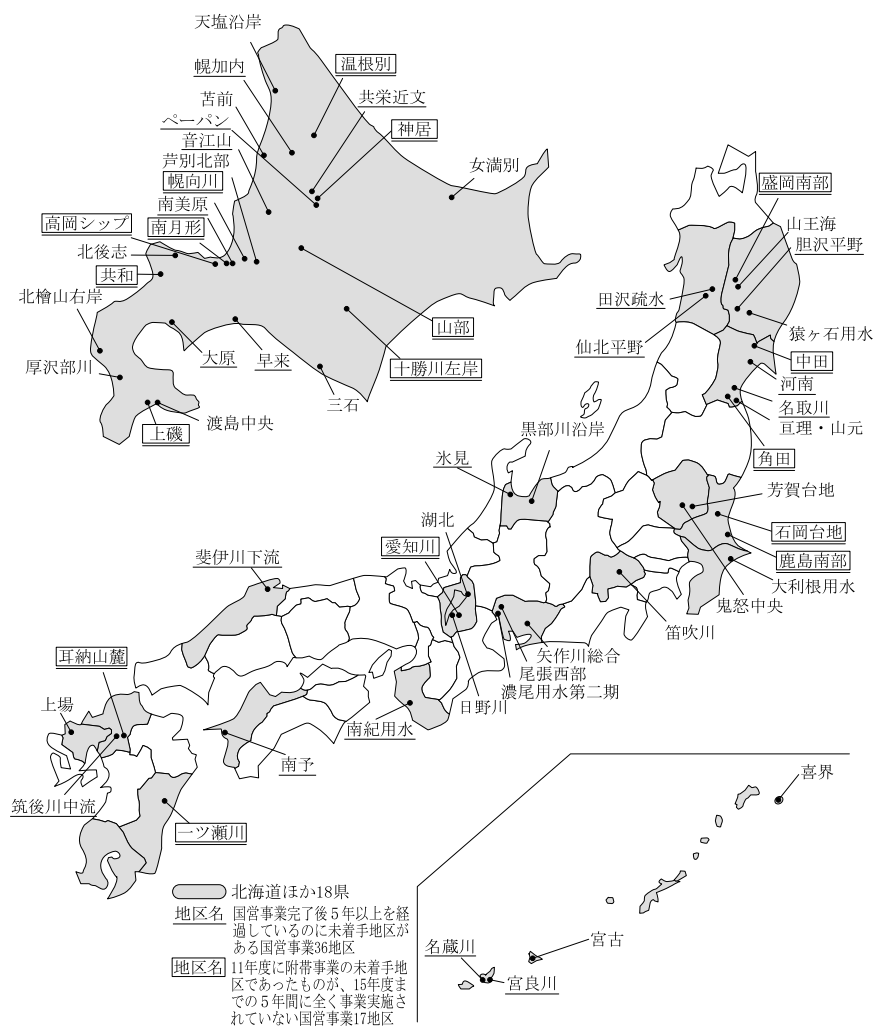 天塩沿岸
幌加内
温根別
苫前
共栄近文
ペーパン
神居
音江山
芦別北部
女満別
幌向川
南美原
高岡シップ
南月形
北後志
共和
北檜山右岸
山部
大原
早来
十勝川左岸
厚沢部川
三石
上磯
渡島中央
盛岡南部
山王海
胆沢平野
田沢疏水
猿ヶ石用水
仙北平野
中田
河南
名取川
亘理・山元
角田
黒部川沿岸
氷見
芳賀台地
湖北
石岡台地
愛知川
鹿島南部
斐伊川下流
大利根用水
鬼怒中央
笛吹川
矢作川総合
耳納山麓
尾張西部
濃尾用水第二期
上場
日野川
南紀用水
南予
筑後川中流
一ツ瀬川
喜界
宮古
名蔵川
宮良川
北海道ほか18県
地区名 国営事業完了後５年以上を経
過しているのに未着手地区が
ある国営事業36地区
地区名 11年度に附帯事業の未着手地
区であったものが、15年度ま
での５年間に全く事業実施さ
れていない国営事業17地区